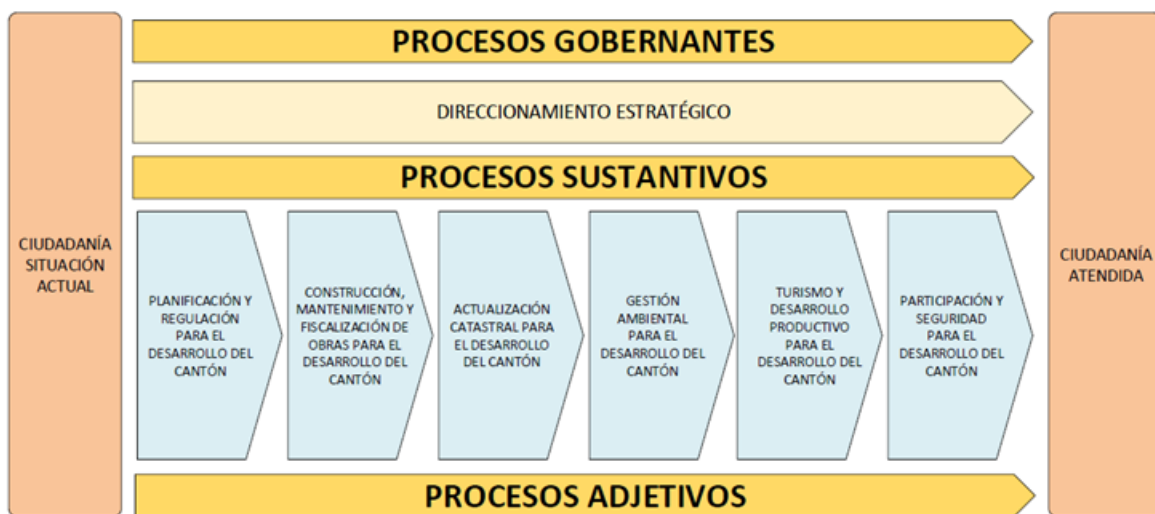 PROCESOS GOBERNANTES
DIRECCIONAMIENTO ESTRATÉGICO
PROCESOS SUSTANTIVOS
CIUDADANÍA
SITUACIÓN
ACTUAL
PLANIFICACIÓN Y
REGULACIÓN
PARA EL
DESARROLLO DEL
CANTÓN
CONSTRUCCIÓN,
MANTENIMIENTO Y
FISCALIZACIÓN DE
OBRAS PARA EL
DESARROLLO DEL
CANTÓN
ACTUALIZACIÓN
CATASTRAL PARA
EL DESARROLLO
DEL CANTÓN
GESTIÓN
AMBIENTAL
PARA EL
DESARROLLO DEL
CANTÓN
TURISMO Y
DESARROLLO
PRODUCTIVO
PARA EL
DESARROLLO DEL
CANTÓN
PARTICIPACIÓN Y
SEGURIDAD
PARA EL
DESARROLLO DEL
CANTÓN
CIUDADANÍA
ATENDIDA
PROCESOS ADJETIVOS